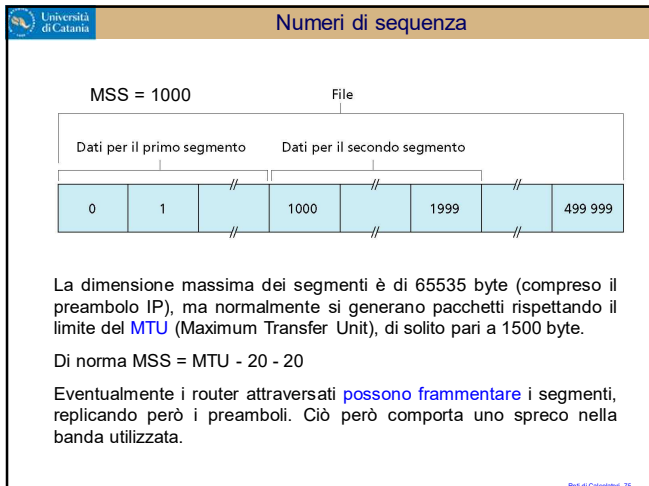 Università
di Catania
Numeri di sequenza
MSS = 1000
File
Dati per il primo segmento
Dati per il secondo segmento
0
1
1000
1999
499 999
La dimensione massima dei segmenti è di 65535 byte (compreso il
preambolo IP), ma normalmente si generano pacchetti rispettando il
limite del MTU (Maximum Transfer Unit), di solito pari a 1500 byte.
Di norma MSS = MTU - 20 - 20
Eventualmente i router attraversati possono frammentare i segmenti,
replicando però i preamboli. Ciò però comporta uno spreco nella
banda utilizzata.